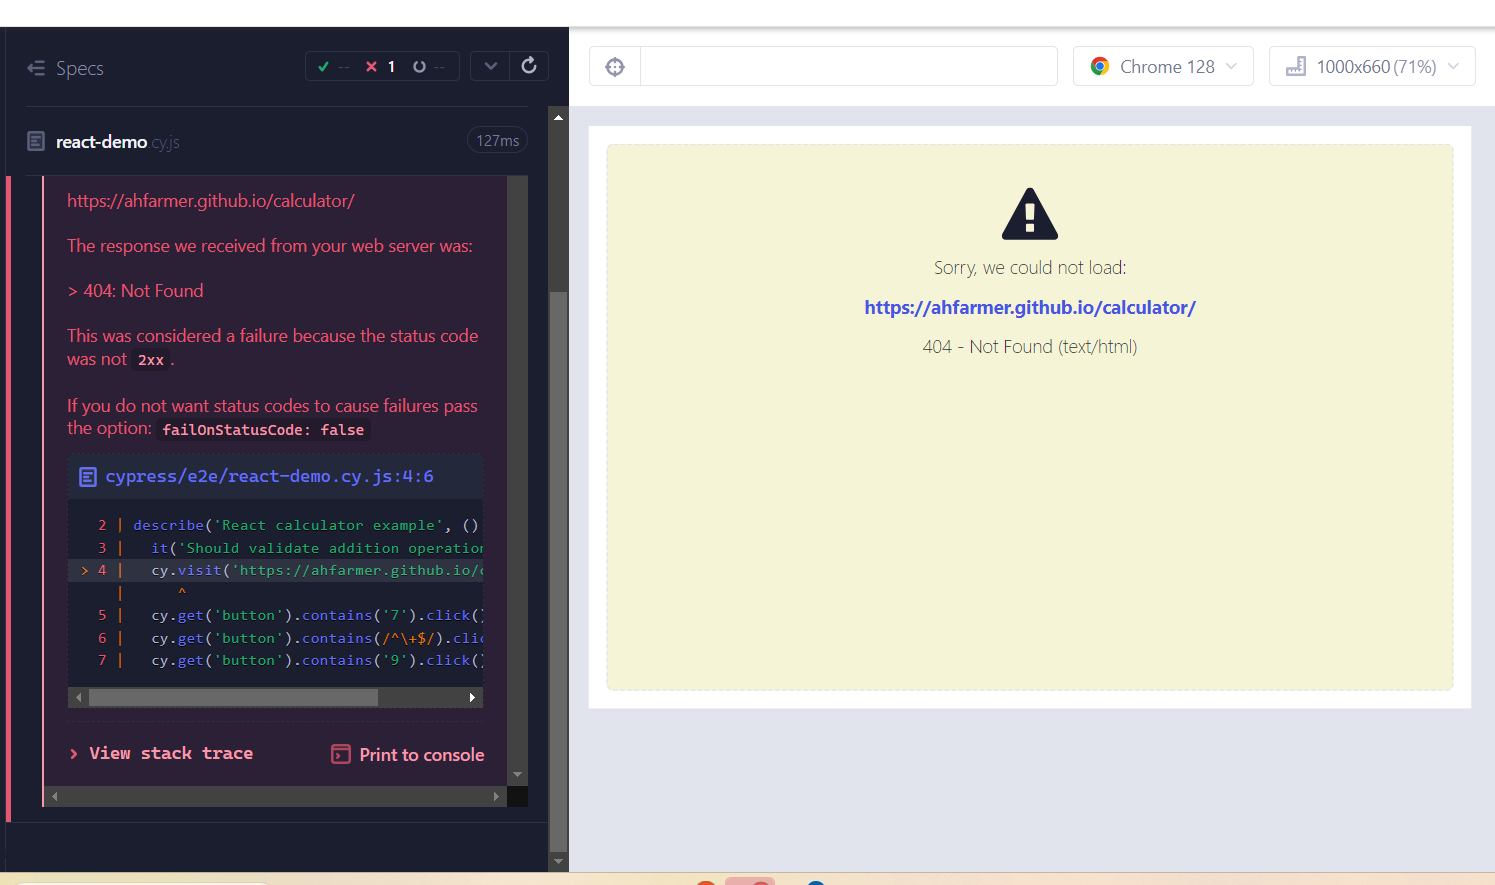 Specs
-- 1 --
react-demo.cy.js 127ms
https://ahfarmer.github.io/calculator/
The response we received from your web server was:
> 404: Not Found
This was considered a failure because the status code
was not 2xx.
If you do not want status codes to cause failures pass
the option: failOnStatusCode: false
cypress/e2e/react-demo.cy.js:4:6
2 | describe('React calculator example', ()
3 | it('Should validate addition operation
> 4 | cy.visit('https://ahfarmer.github.io/c
| ^
5 | cy.get('button').contains('7').click()
6 | cy.get('button').contains(/^\+$/).clic
7 | cy.get('button').contains('9').click()
> View stack trace
Print to console
Chrome 128
1000x660 (71%)
Sorry, we could not load:
https://ahfarmer.github.io/calculator/
404 - Not Found (text/html)